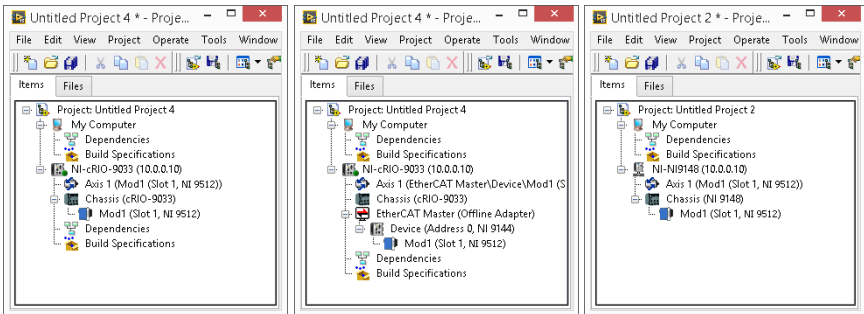 Untitled Project 4 * - Proje...
File Edit View Project Operate Tools Window
Items Files
Project: Untitled Project 4
My Computer
Dependencies
Build Specifications
NI-cRIO-9033 (10.0.0.10)
Axis 1 (Mod1 (Slot 1, NI 9512))
Chassis (cRIO-9033)
Mod1 (Slot 1, NI 9512)
Dependencies
Build Specifications
Untitled Project 4 * - Proje...
File Edit View Project Operate Tools Window
Items Files
Project: Untitled Project 4
My Computer
Dependencies
Build Specifications
NI-cRIO-9033 (10.0.0.10)
Axis 1 (EtherCAT Master\Device\Mod1 (S
Chassis (cRIO-9033)
EtherCAT Master (Offline Adapter)
Device (Address 0, NI 9144)
Mod1 (Slot 1, NI 9512)
Dependencies
Build Specifications
Untitled Project 2 * - Proje...
File Edit View Project Operate Tools Window
Items Files
Project: Untitled Project 2
My Computer
Dependencies
Build Specifications
NI-NI9148 (10.0.0.10)
Axis 1 (Mod1 (Slot 1, NI 9512))
Chassis (NI 9148)
Mod1 (Slot 1, NI 9512)